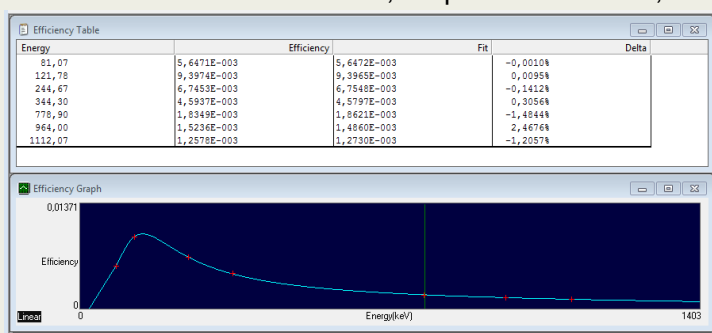 Efficiency Table
Energy Efficiency Fit Delta
81,07 5,6471E-003 5,6472E-003 -0,0010%
121,78 9,3974E-003 9,3965E-003 0,0095%
244,67 6,7453E-003 6,7548E-003 -0,1412%
344,30 4,5937E-003 4,5797E-003 0,3056%
778,90 1,8349E-003 1,8621E-003 -1,4844%
964,00 1,5236E-003 1,4860E-003 2,4676%
1112,07 1,2578E-003 1,2730E-003 -1,2057%
Efficiency Graph
0,01371
Efficiency
0
Linear 0 Energy(keV) 1403